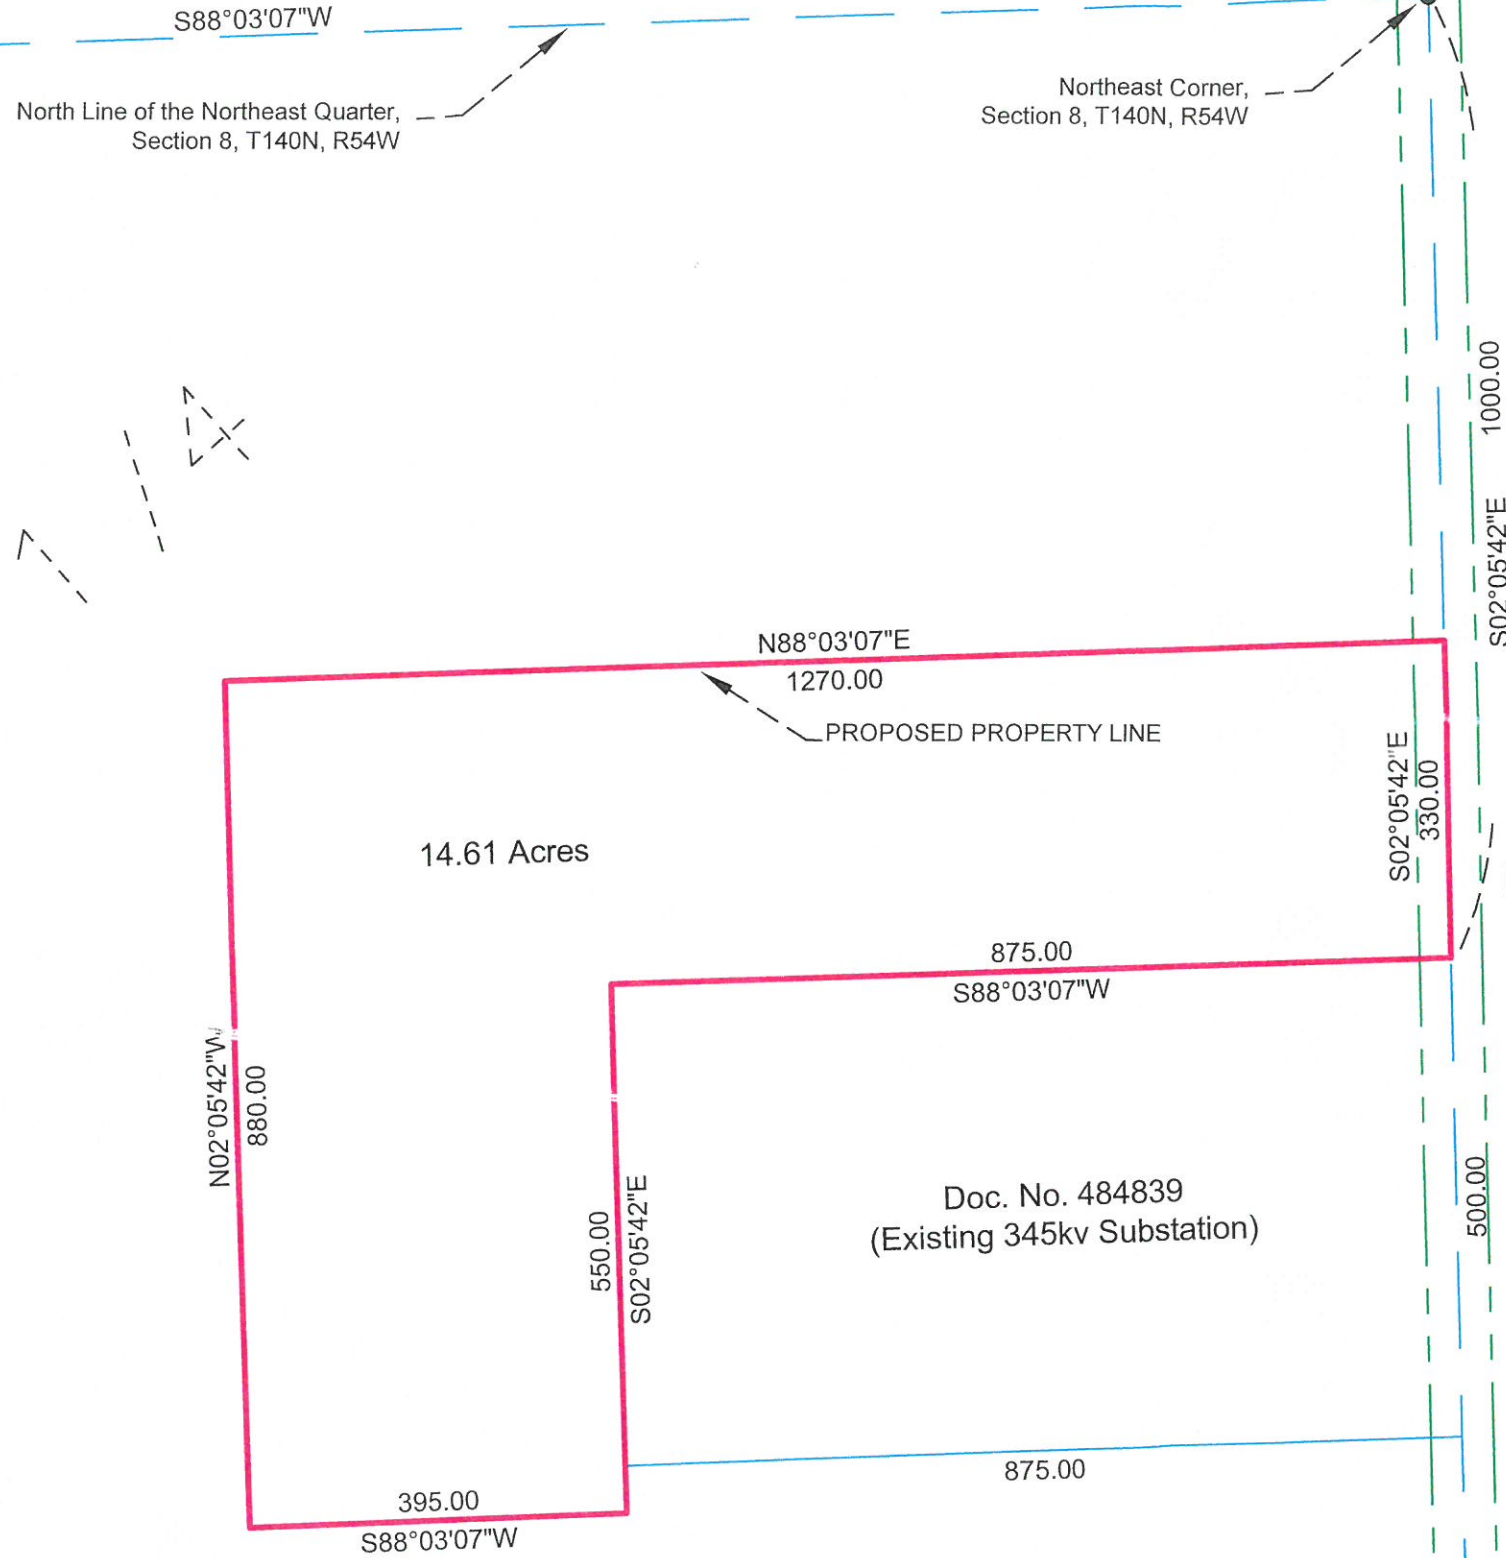 S88°03'07"W
North Line of the Northeast Quarter,
Section 8, T140N, R54W
Northeast Corner,
Section 8, T140N, R54W
1000.00
S02°05'42"E
N88°03'07"E
1270.00
PROPOSED PROPERTY LINE
S02°05'42"E
330.00
14.61 Acres
875.00
S88°03'07"W
N02°05'42"W
880.00
550.00
S02°05'42"E
Doc. No. 484839
(Existing 345kv Substation)
500.00
875.00
395.00
S88°03'07"W